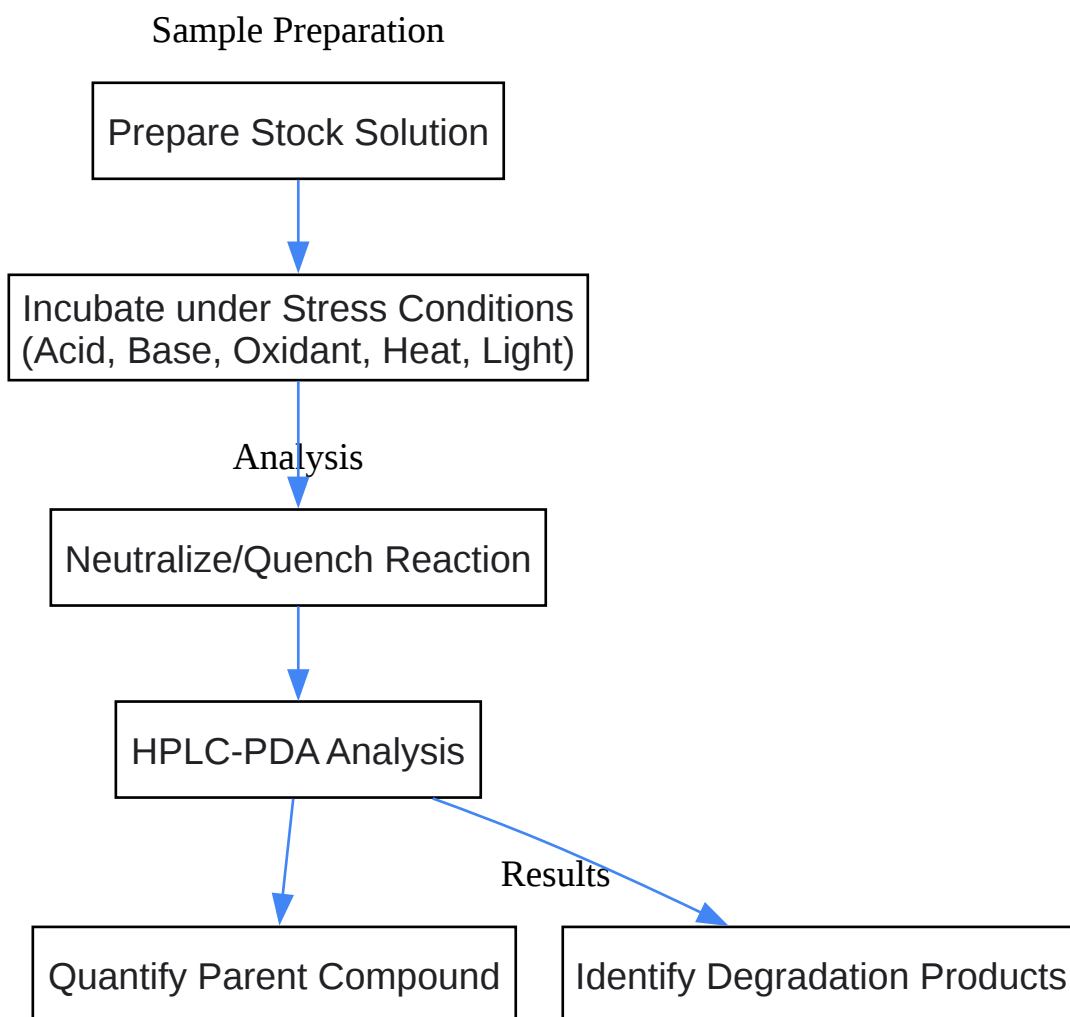 Sample Preparation
Prepare Stock Solution
Incubate under Stress Conditions
(Acid, Base, Oxidant, Heat, Light)
Analysis
Neutralize/Quench Reaction
HPLC-PDA Analysis
Results
Quantify Parent Compound
Identify Degradation Products